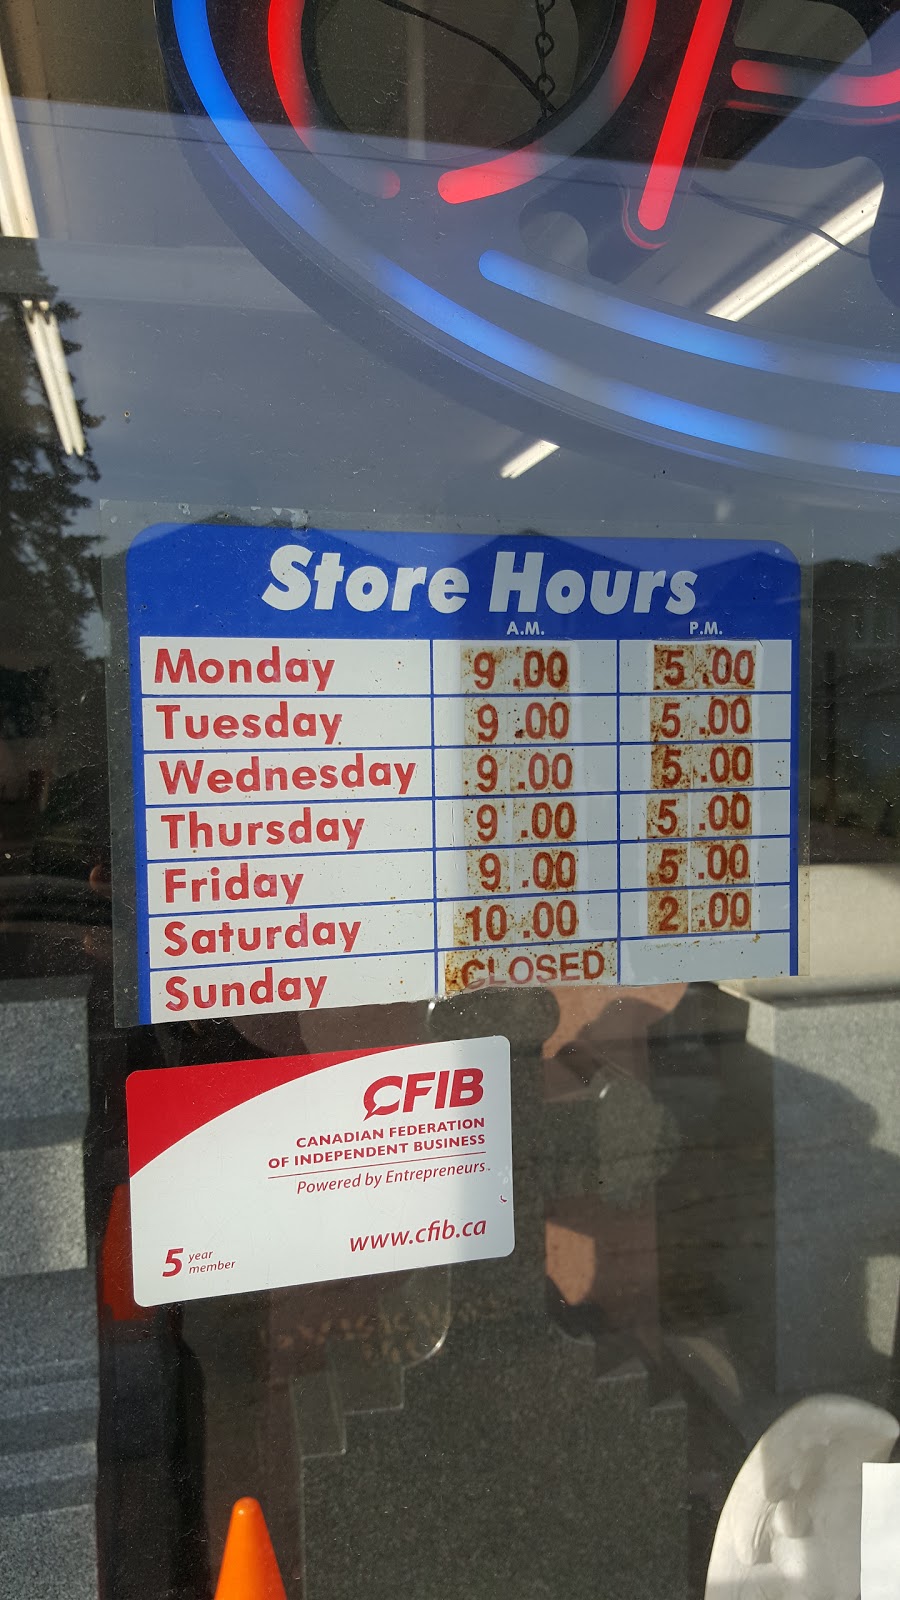 OP
Store Hours
A.M. P.M.
Monday 9.00 5.00
Tuesday 9.00 5.00
Wednesday 9.00 5.00
Thursday 9.00 5.00
Friday 9.00 5.00
Saturday 10.00 2.00
Sunday CLOSED
CFIB
CANADIAN FEDERATION
OF INDEPENDENT BUSINESS
Powered by Entrepreneurs™
www.cfib.ca
5 year
member